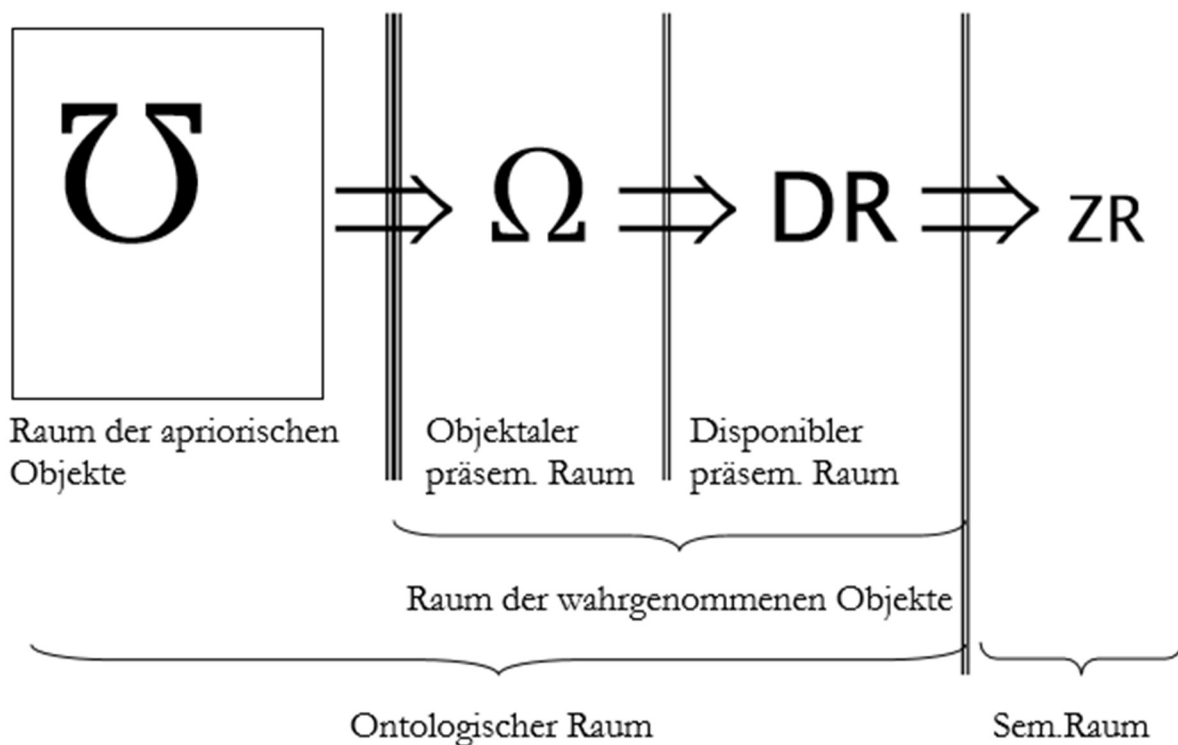 ℧ Ω DR ZR
Raum der apriorischen
Objekte
Objektaler
präsem. Raum
Disponibler
präsem. Raum
Raum der wahrgenommenen Objekte
Ontologischer Raum
Sem.Raum